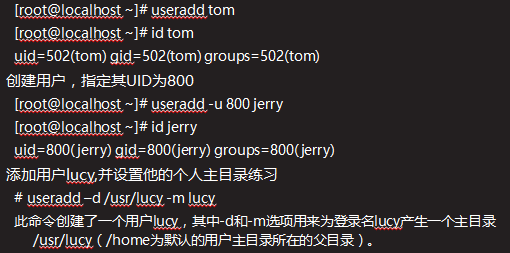 [root@localhost ~]# useradd tom
[root@localhost ~]# id tom
uid=502(tom) gid=502(tom) groups=502(tom)
创建用户，指定其UID为800
[root@localhost ~]# useradd -u 800 jerry
[root@localhost ~]# id jerry
uid=800(jerry) gid=800(jerry) groups=800(jerry)
添加用户lucy,并设置他的个人主目录练习
# useradd –d /usr/lucy -m lucy
此命令创建了一个用户lucy，其中-d和-m选项用来为登录名lucy产生一个主目录
/usr/lucy（/home为默认的用户主目录所在的父目录）。